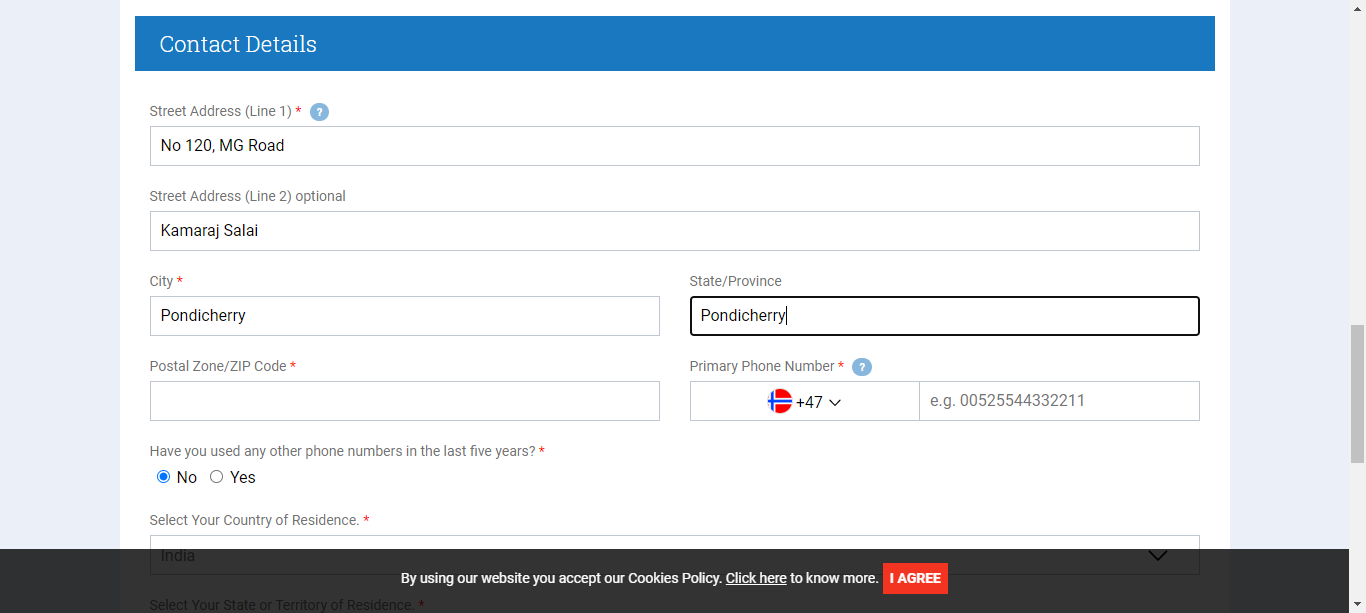 Contact Details
Street Address (Line 1) * ?
No 120, MG Road
Street Address (Line 2) optional
Kamaraj Salai
City * State/Province
Pondicherry Pondicherry
Postal Zone/ZIP Code * Primary Phone Number * ?
+47 e.g. 00525544332211
Have you used any other phone numbers in the last five years? *
No Yes
Select Your Country of Residence. *
India
By using our website you accept our Cookies Policy. Click here to know more. I AGREE
Select Your State or Territory of Residence. *